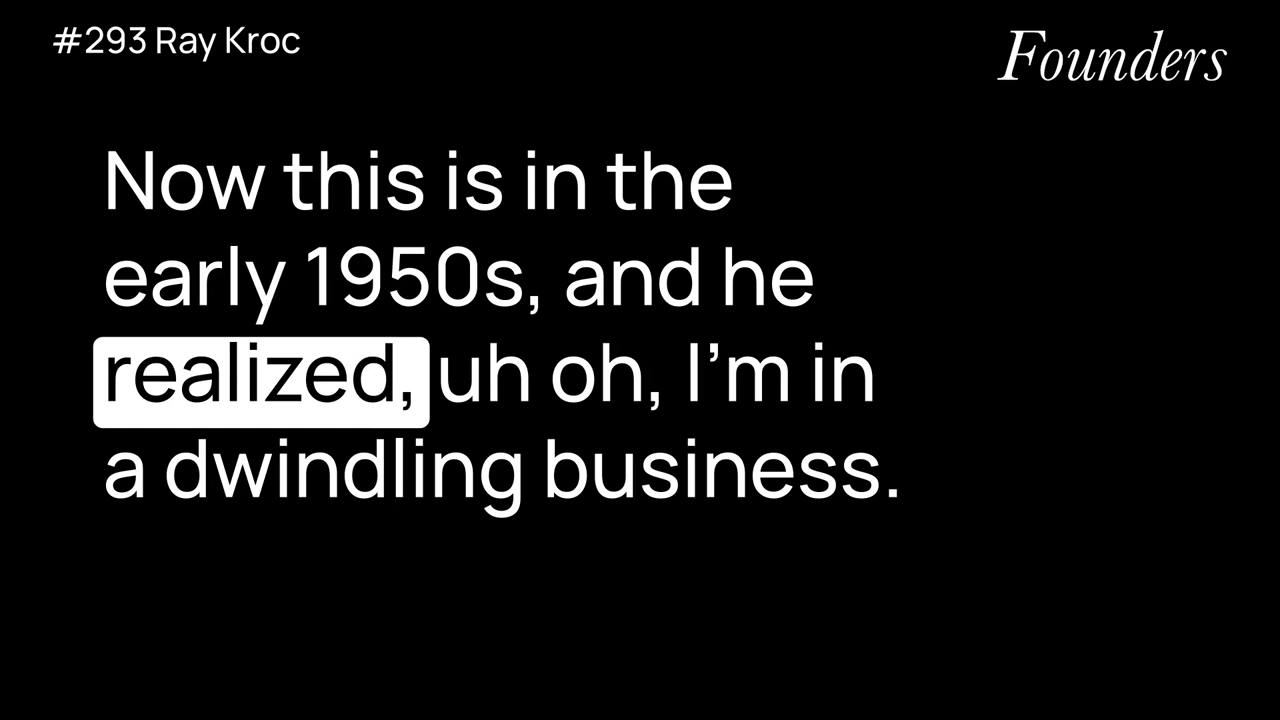 #293 Ray Kroc
Founders
Now this is in the
early 1950s, and he
realized, uh oh, I’m in
a dwindling business.